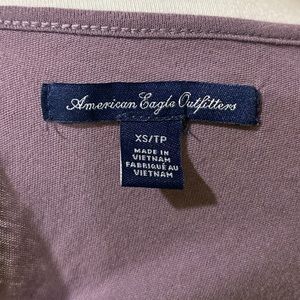 American Eagle Outfitters
XS/TP
MADE IN
VIETNAM
FABRIQUÉ AU
VIETNAM